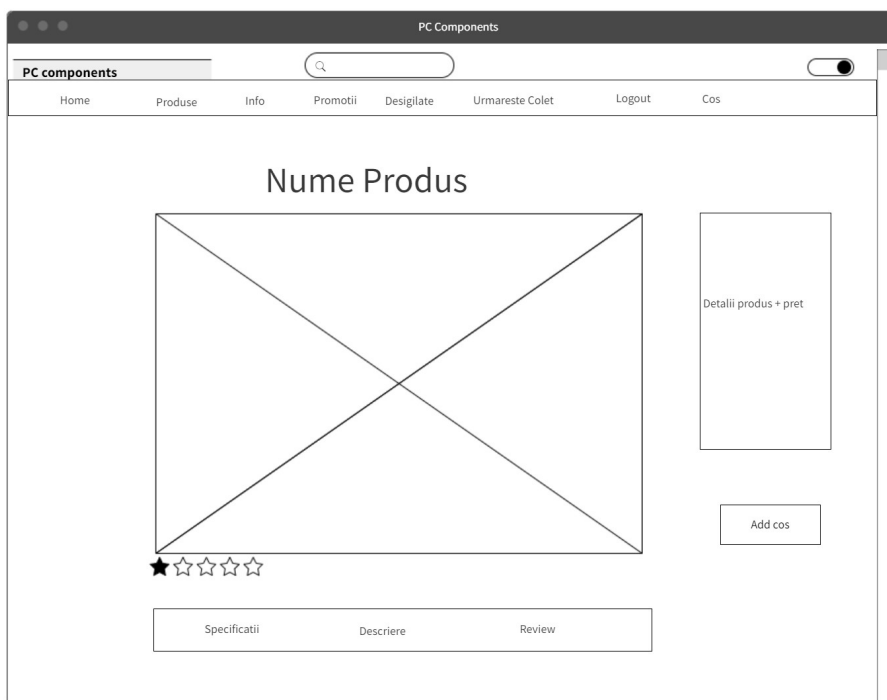 PC Components
PC components
Home Produse Info Promotii Desigilate Urmareste Colet Logout Cos
Nume Produs
Detalii produs + pret
Add cos
Specificatii Descriere Review